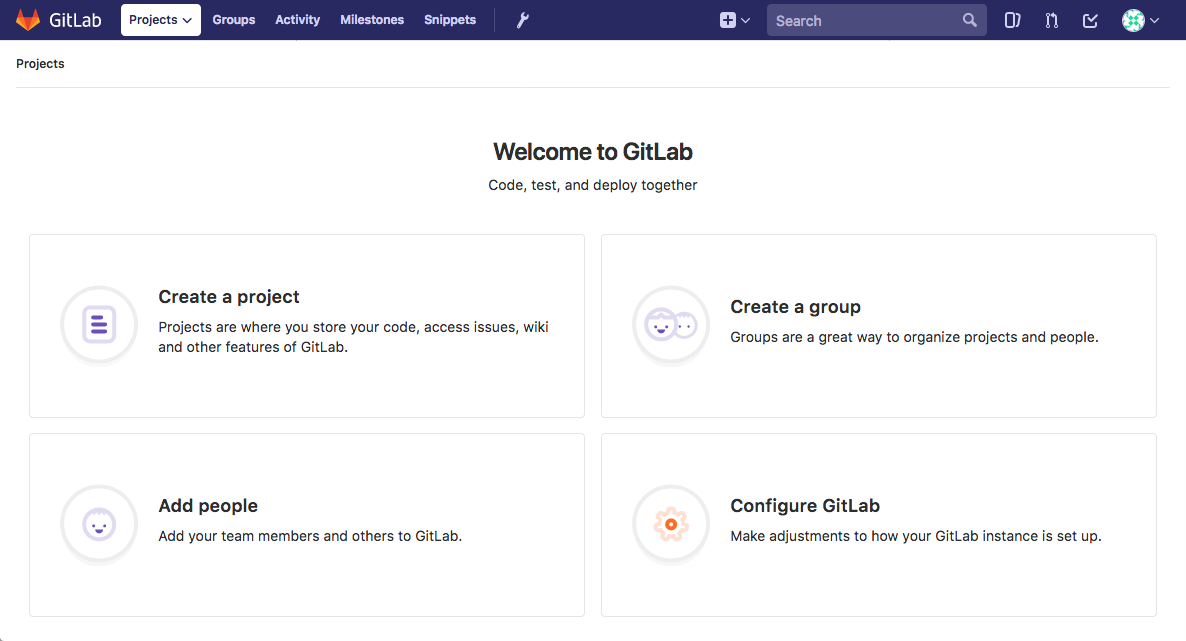 GitLab Projects Groups Activity Milestones Snippets Search
Projects
Welcome to GitLab
Code, test, and deploy together
Create a project
Projects are where you store your code, access issues, wiki
and other features of GitLab.
Create a group
Groups are a great way to organize projects and people.
Add people
Add your team members and others to GitLab.
Configure GitLab
Make adjustments to how your GitLab instance is set up.